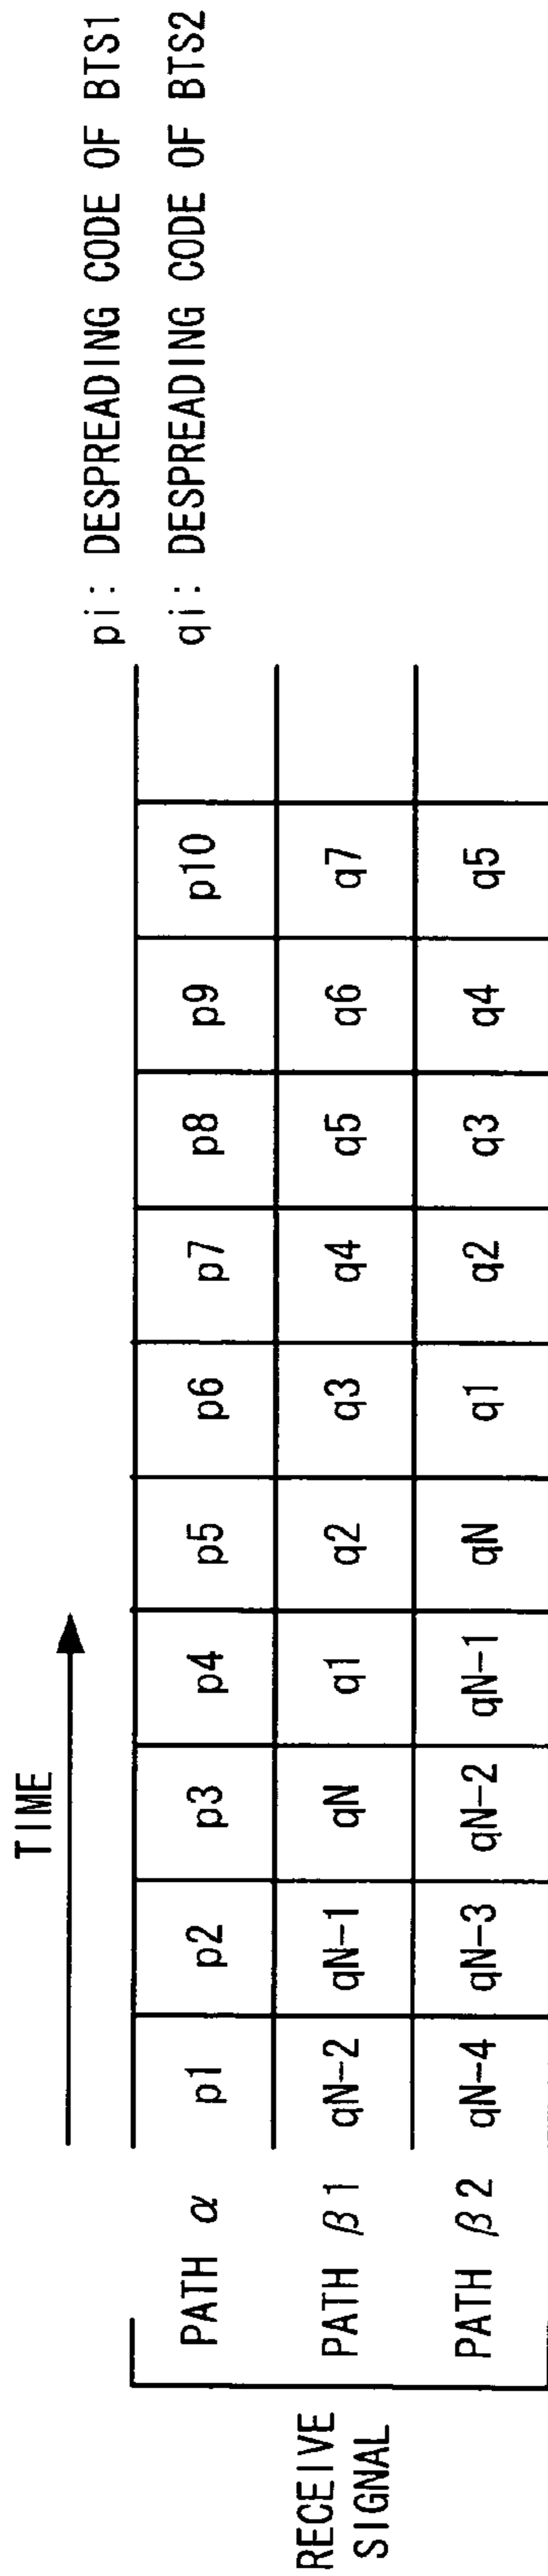 pi: DESPREADING CODE OF BTS1
qi: DESPREADING CODE OF BTS2
TIME
RECEIVE
SIGNAL
PATH α p1 p2 p3 p4 p5 p6 p7 p8 p9 p10
PATH β1 qN-2 qN-1 qN q1 q2 q3 q4 q5 q6 q7
PATH β2 qN-4 qN-3 qN-2 qN-1 qN q1 q2 q3 q4 q5